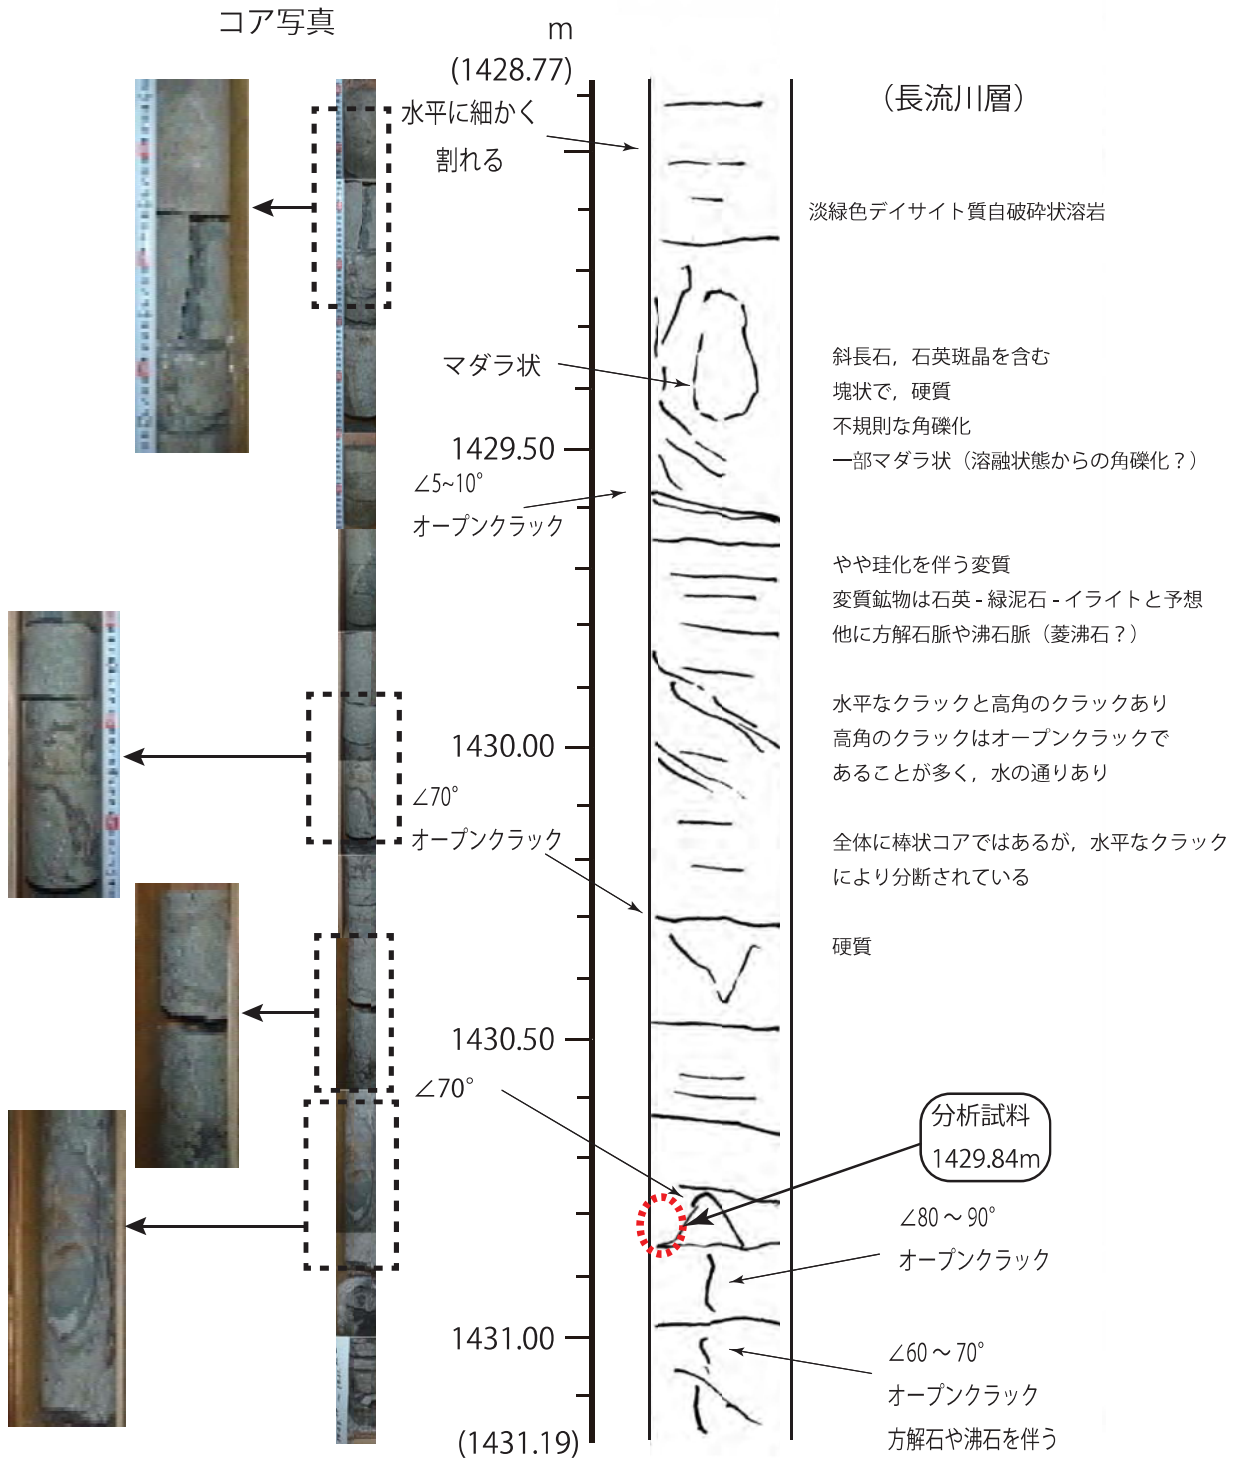 コア写真
m
(1428.77)
水平に細かく
割れる
（長流川層）
淡緑色デイサイト質自破砕状溶岩
マダラ状
斜長石，石英斑晶を含む
塊状で，硬質
不規則な角礫化
一部マダラ状（溶融状態からの角礫化？）
1429.50
∠5~10°
オープンクラック
やや珪化を伴う変質
変質鉱物は石英 - 緑泥石 - イライトと予想
他に方解石脈や沸石脈（菱沸石？）
水平なクラックと高角のクラックあり
高角のクラックはオープンクラックで
あることが多く，水の通りあり
1430.00
∠70°
オープンクラック
全体に棒状コアではあるが，水平なクラック
により分断されている
硬質
1430.50
∠70°
分析試料
1429.84m
∠80 ～ 90°
オープンクラック
1431.00
∠60 ～ 70°
オープンクラック
方解石や沸石を伴う
(1431.19)